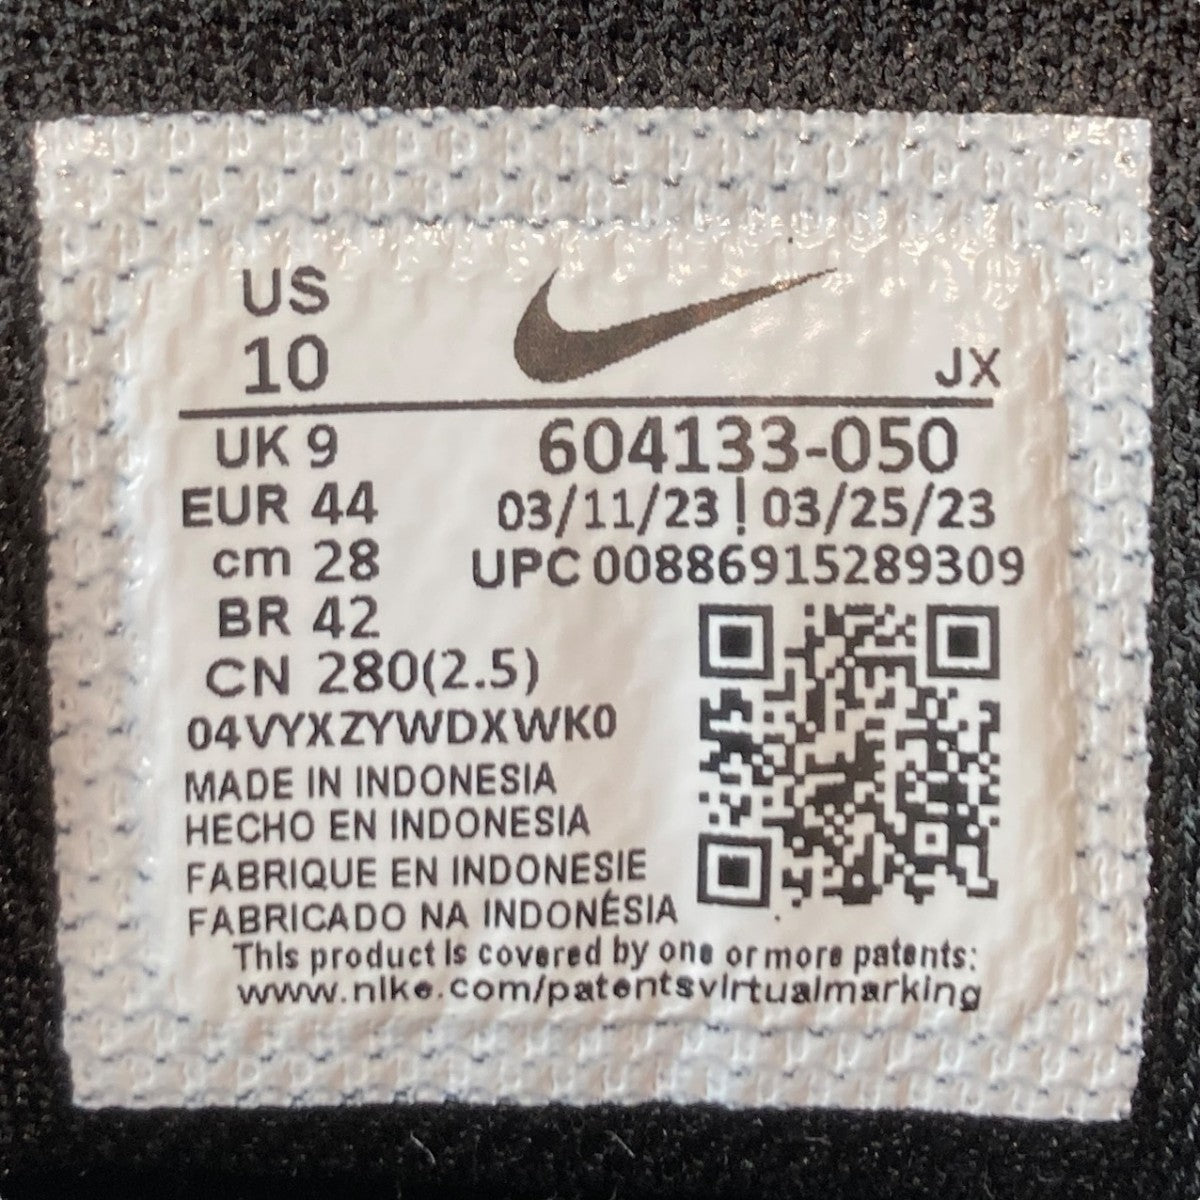 US
10
JX
UK 9
EUR 44
cm 28
BR 42
CN 280(2.5)
604133-050
03/11/23 | 03/25/23
UPC 00886915289309
04VYXZYWDXWK0
MADE IN INDONESIA
HECHO EN INDONESIA
FABRIQUE EN INDONESIE
FABRICADO NA INDONÉSIA
This product is covered by one or more patents:
www.nike.com/patentsvirtualmarking